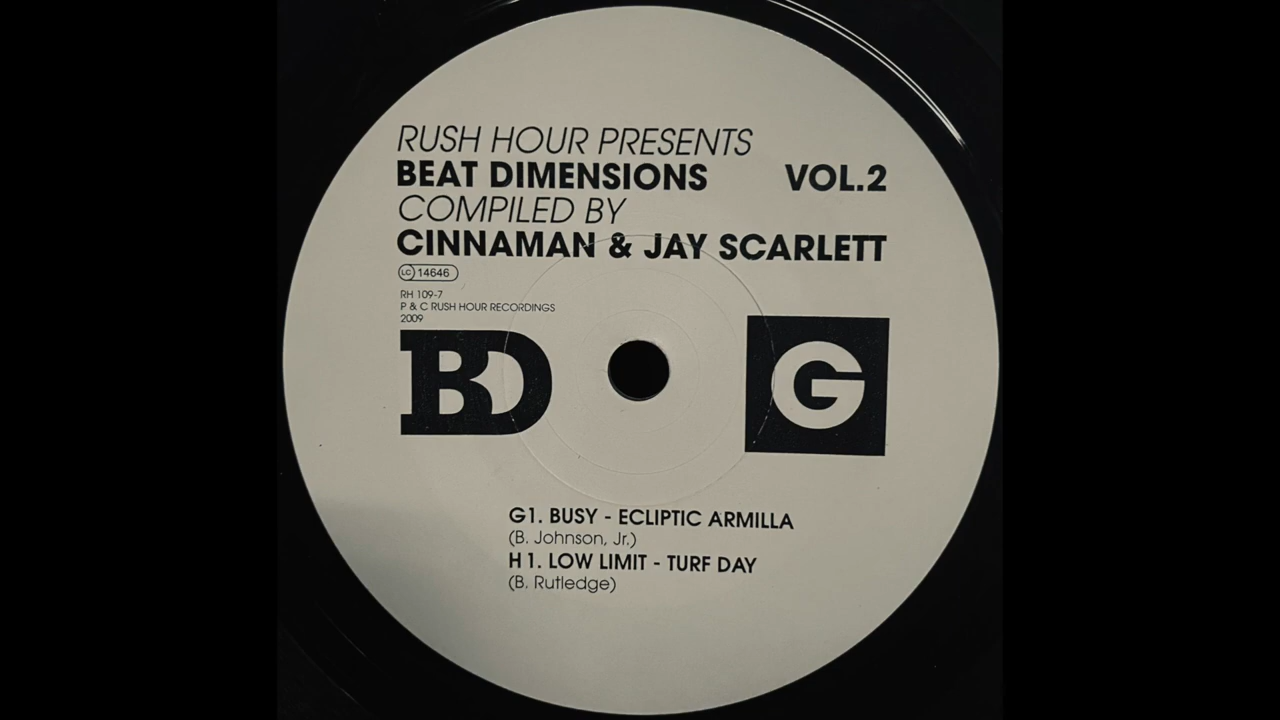 RUSH HOUR PRESENTS
BEAT DIMENSIONS VOL.2
COMPILED BY
CINNAMAN & JAY SCARLETT
LC 14646
RH 109-7
P & C RUSH HOUR RECORDINGS
2009
BD G
G1. BUSY - ECLIPTIC ARMILLA
(B. Johnson, Jr.)
H1. LOW LIMIT - TURF DAY
(B. Rutledge)